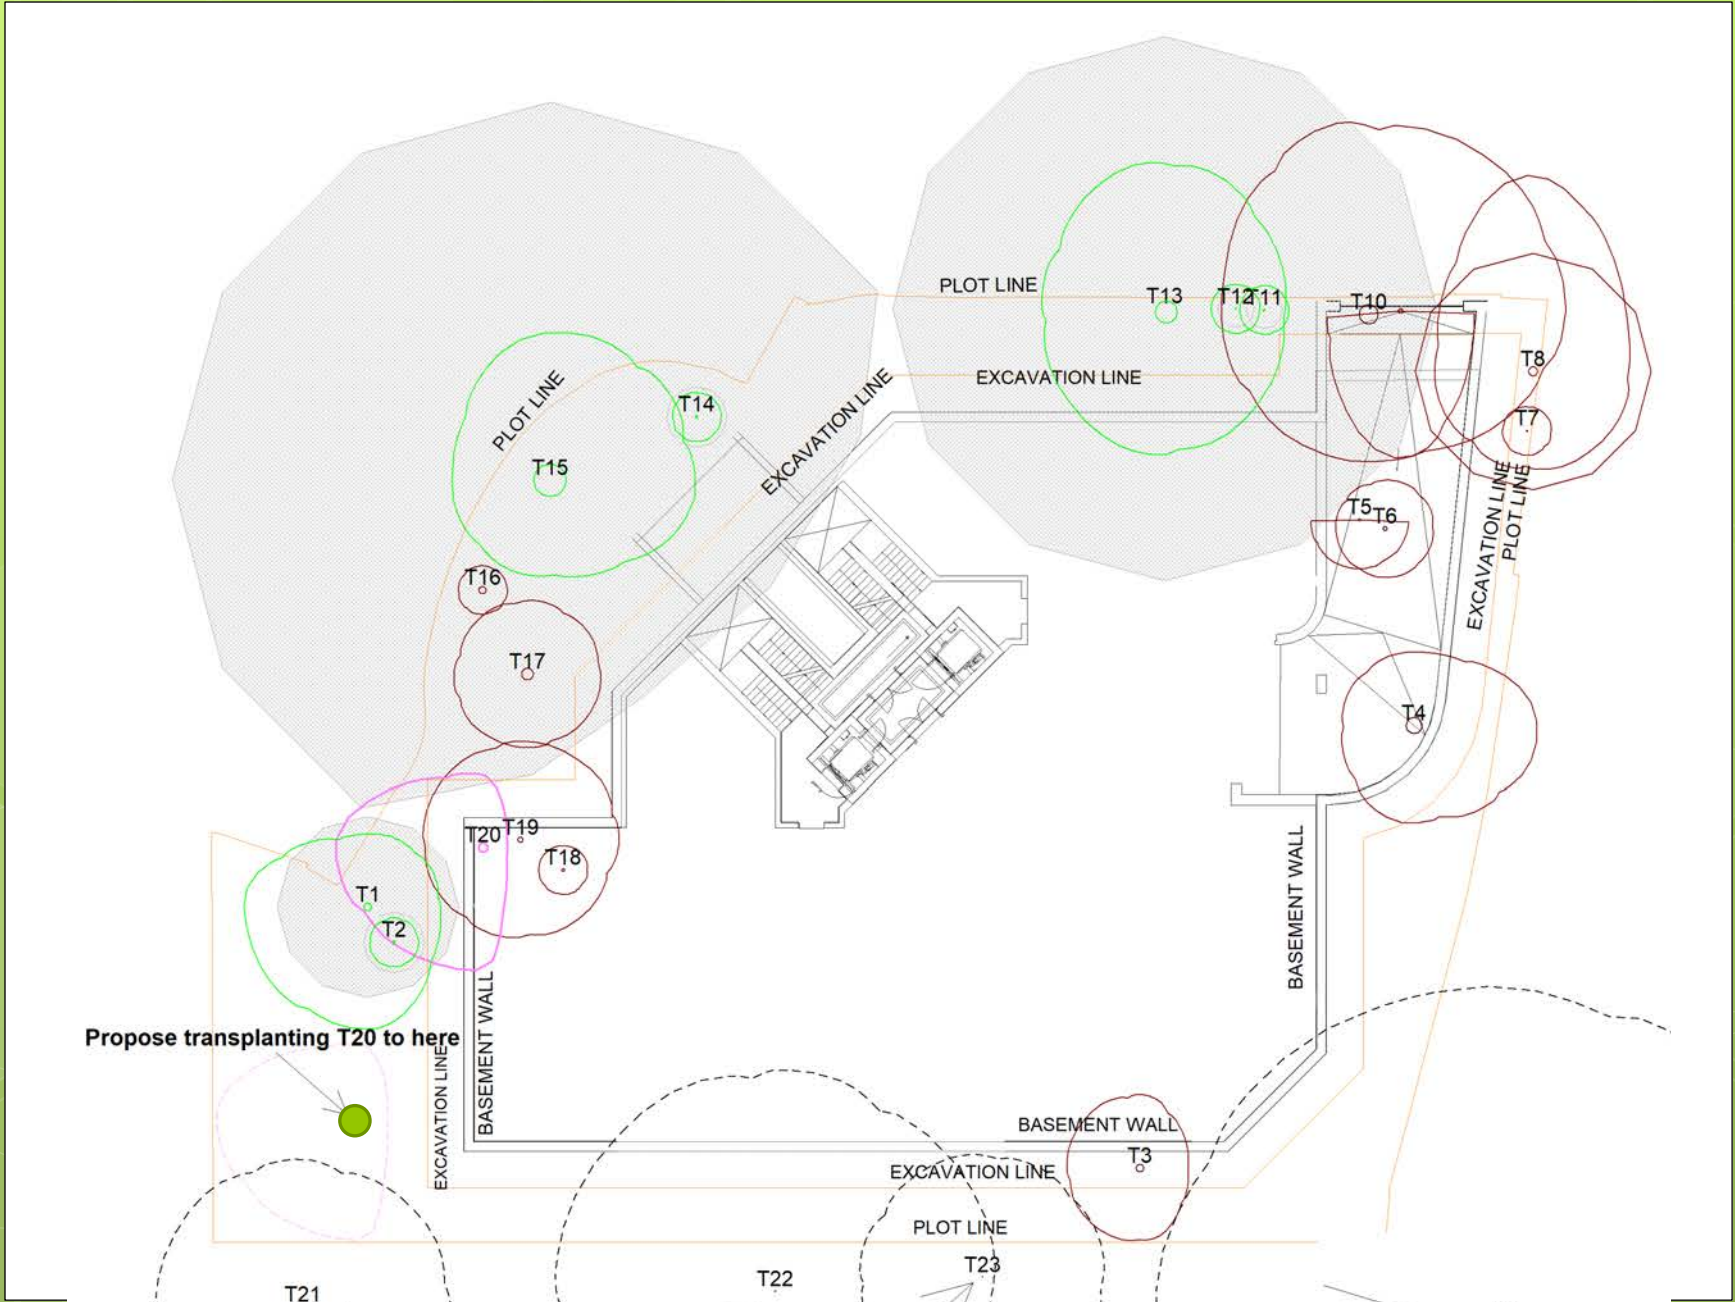 PLOT LINE
T13
T12
T11
T10
T8
EXCAVATION LINE
T14
PLOT LINE
EXCAVATION LINE
T7
T15
T5
T6
EXCAVATION LINE
PLOT LINE
T16
T17
T4
T20
T19
T18
T1
T2
BASEMENT WALL
BASEMENT WALL
Propose transplanting T20 to here
EXCAVATION LINE
BASEMENT WALL
T3
EXCAVATION LINE
PLOT LINE
T23
T22
T21